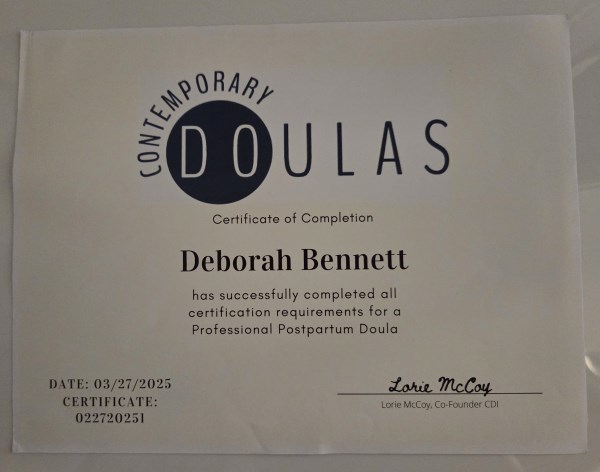 CONTEMPORARY
DOULAS
Certificate of Completion
Deborah Bennett
has successfully completed all
certification requirements for a
Professional Postpartum Doula
DATE: 03/27/2025
CERTIFICATE:
022720251
Lorie McCoy
Lorie McCoy, Co-Founder CDI